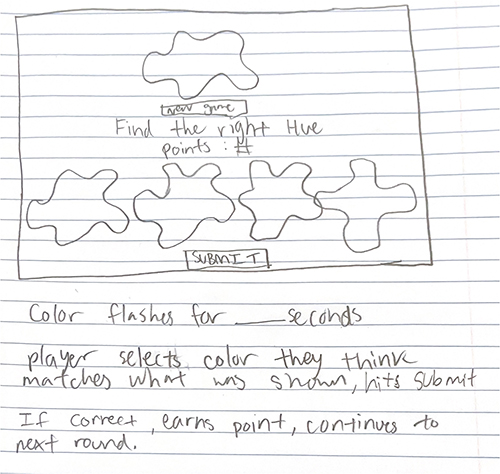 new game
Find the right Hue
points : #
SUBMIT
Color flashes for ____ seconds
player selects color they think
matches what was shown, hits submit
If correct, earns point, continues to
next round.